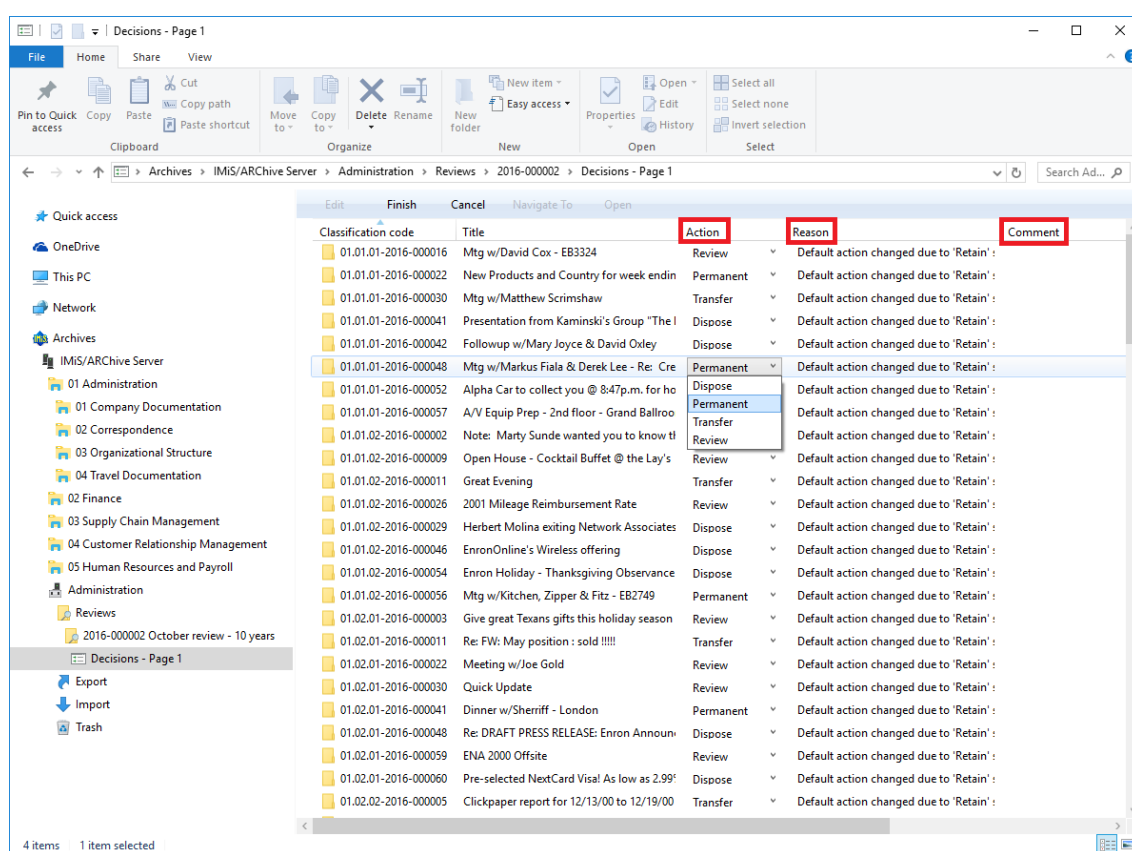 Decisions - Page 1
File Home Share View
Pin to Quick access
Copy
Paste
Cut
Copy path
Paste shortcut
Clipboard
Move to
Copy to
Delete
Rename
Organize
New folder
New item
Easy access
New
Properties
Open
Edit
History
Open
Select all
Select none
Invert selection
Select
Archives > IMiS/ARChive Server > Administration > Reviews > 2016-000002 > Decisions - Page 1
Search Ad...
Edit Finish Cancel Navigate To Open
Quick access
OneDrive
This PC
Network
Archives
IMiS/ARChive Server
01 Administration
01 Company Documentation
02 Correspondence
03 Organizational Structure
04 Travel Documentation
02 Finance
03 Supply Chain Management
04 Customer Relationship Management
05 Human Resources and Payroll
Administration
Reviews
2016-000002 October review - 10 years
Decisions - Page 1
Export
Import
Trash
Classification code Title Action Reason Comment
01.01.01-2016-000016 Mtg w/David Cox - EB3324 Review Default action changed due to 'Retain'
01.01.01-2016-000022 New Products and Country for week endin Permanent Default action changed due to 'Retain'
01.01.01-2016-000030 Mtg w/Matthew Scrimshaw Transfer Default action changed due to 'Retain'
01.01.01-2016-000041 Presentation from Kaminski's Group "The Dispose Default action changed due to 'Retain'
01.01.01-2016-000042 Followup w/Mary Joyce & David Oxley Dispose Default action changed due to 'Retain'
01.01.01-2016-000048 Mtg w/Markus Fiala & Derek Lee - Re: Cre Permanent Default action changed due to 'Retain'
01.01.01-2016-000052 Alpha Car to collect you @ 8:47p.m. for ho Dispose Default action changed due to 'Retain'
01.01.01-2016-000057 A/V Equip Prep - 2nd floor - Grand Ballroo Permanent Default action changed due to 'Retain'
Transfer
01.01.02-2016-000002 Note: Marty Sunde wanted you to know Review Default action changed due to 'Retain'
01.01.02-2016-000009 Open House - Cocktail Buffet @ the Lay's Review Default action changed due to 'Retain'
01.01.02-2016-000011 Great Evening Transfer Default action changed due to 'Retain'
01.01.02-2016-000026 2001 Mileage Reimbursement Rate Review Default action changed due to 'Retain'
01.01.02-2016-000029 Herbert Molina exiting Network Associates Dispose Default action changed due to 'Retain'
01.01.02-2016-000046 EnronOnline's Wireless offering Dispose Default action changed due to 'Retain'
01.01.02-2016-000054 Enron Holiday - Thanksgiving Observance Dispose Default action changed due to 'Retain'
01.01.02-2016-000056 Mtg w/Kitchen, Zipper & Fitz - EB2749 Permanent Default action changed due to 'Retain'
01.02.01-2016-000003 Give great Texans gifts this holiday season Review Default action changed due to 'Retain'
01.02.01-2016-000011 Re: FW: May position : sold !!!!! Transfer Default action changed due to 'Retain'
01.02.01-2016-000022 Meeting w/Joe Gold Review Default action changed due to 'Retain'
01.02.01-2016-000030 Quick Update Review Default action changed due to 'Retain'
01.02.01-2016-000041 Dinner w/Sherriff - London Permanent Default action changed due to 'Retain'
01.02.01-2016-000048 Re: DRAFT PRESS RELEASE: Enron Announ Dispose Default action changed due to 'Retain'
01.02.01-2016-000059 ENA 2000 Offsite Review Default action changed due to 'Retain'
01.02.01-2016-000060 Pre-selected NextCard Visa! As low as 2.99 Dispose Default action changed due to 'Retain'
01.02.02-2016-000005 Clickpaper report for 12/13/00 to 12/19/00 Transfer Default action changed due to 'Retain'
4 items 1 item selected